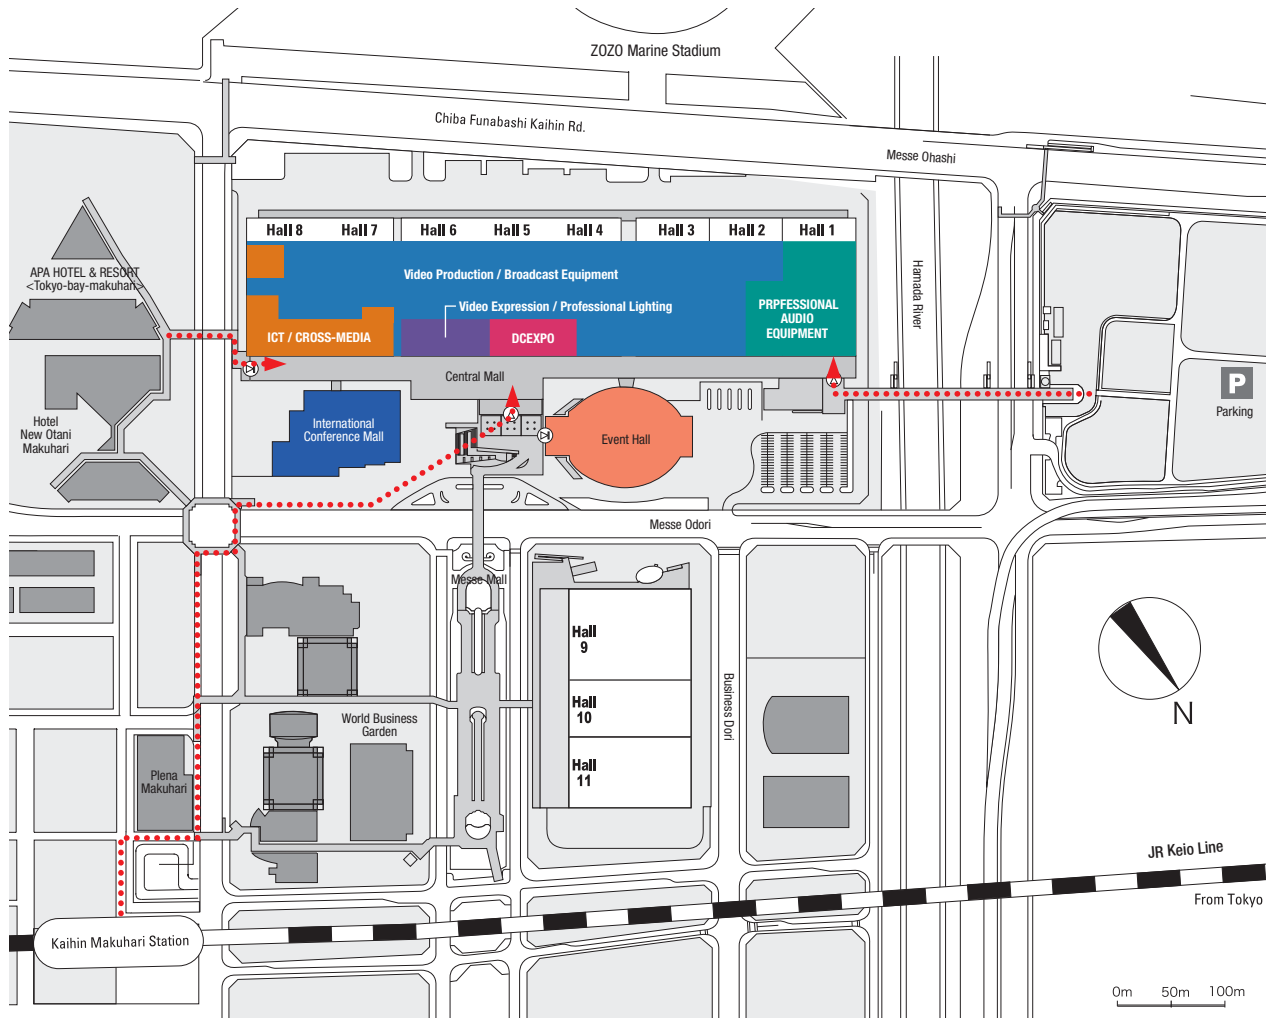 ZOZO Marine Stadium
Chiba Funabashi Kaihin Rd.
Messe Ohashi
Hall 8
Hall 7
Hall 6
Hall 5
Hall 4
Hall 3
Hall 2
Hall 1
APA HOTEL & RESORT
<Tokyo-bay-makuhari>
Video Production / Broadcast Equipment
Video Expression / Professional Lighting
PRPFESSIONAL
AUDIO
EQUIPMENT
ICT / CROSS-MEDIA
DCEXPO
Hamada River
Central Mall
P
Parking
Hotel
New Otani
Makuhari
International
Conference Mall
Event Hall
Messe Odori
Messe Mall
Hall
9
Hall
10
Hall
11
Business Dori
N
World Business
Garden
Plena
Makuhari
JR Keio Line
From Tokyo
Kaihin Makuhari Station
0m 50m 100m